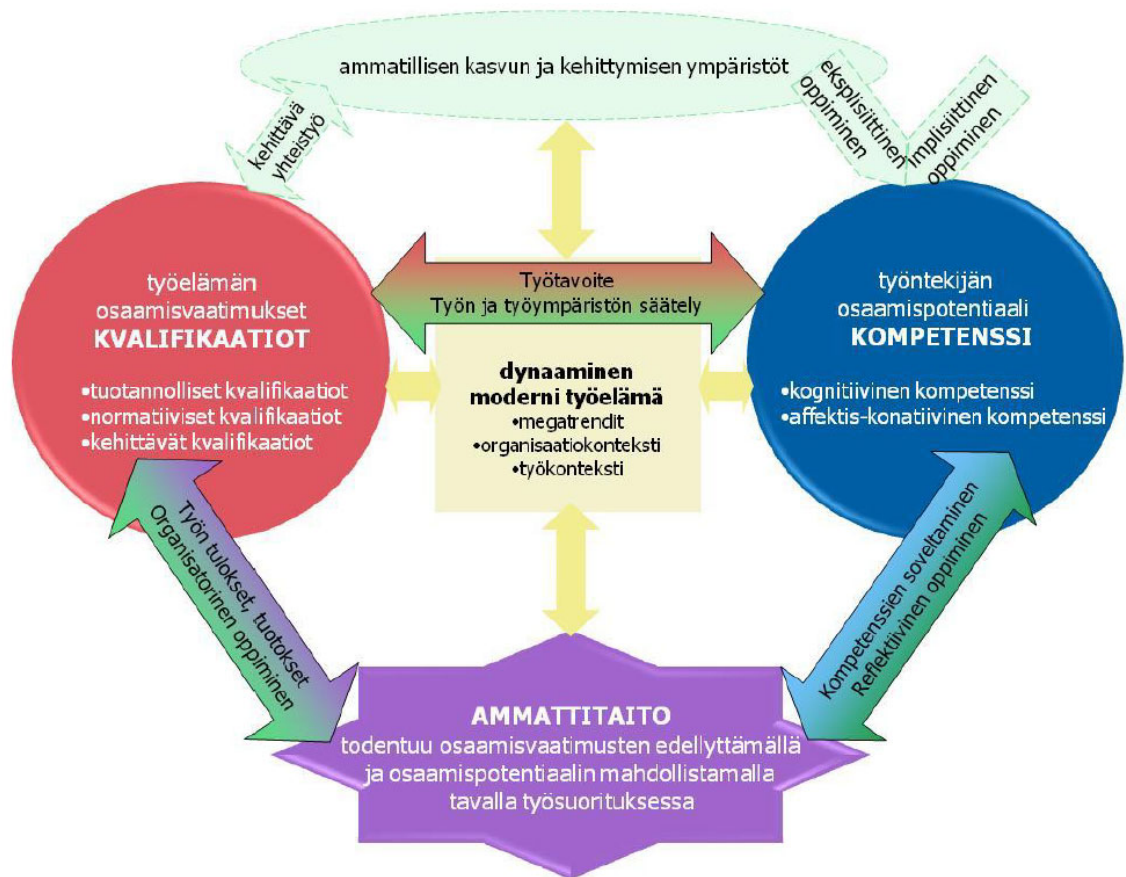 ammatillisen kasvun ja kehittymisen ympäristöt
kehittävä
yhteistyö
eksplisiittinen
oppiminen
Implisiittinen
oppiminen
työelämän
osaamisvaatimukset
KVALIFIKAATIOT
•tuotannolliset kvalifikaatiot
•normatiiviset kvalifikaatiot
•kehittävät kvalifikaatiot
Työtavoite
Työn ja työympäristön säätely
dynaaminen
moderni työelämä
•megatrendit
•organisaatiokonteksti
•työkonteksti
työntekijän
osaamispotentiaali
KOMPETENSSI
•kognitiivinen kompetenssi
•affektis-konatiivinen kompetenssi
Työn tulokset, tuotokset
Organisatorinen oppiminen
Kompetenssien soveltaminen
Reflektiivinen oppiminen
AMMATTITAITO
todentuu osaamisvaatimusten edellyttämällä
ja osaamispotentiaalin mahdollistamalla
tavalla työsuorituksessa